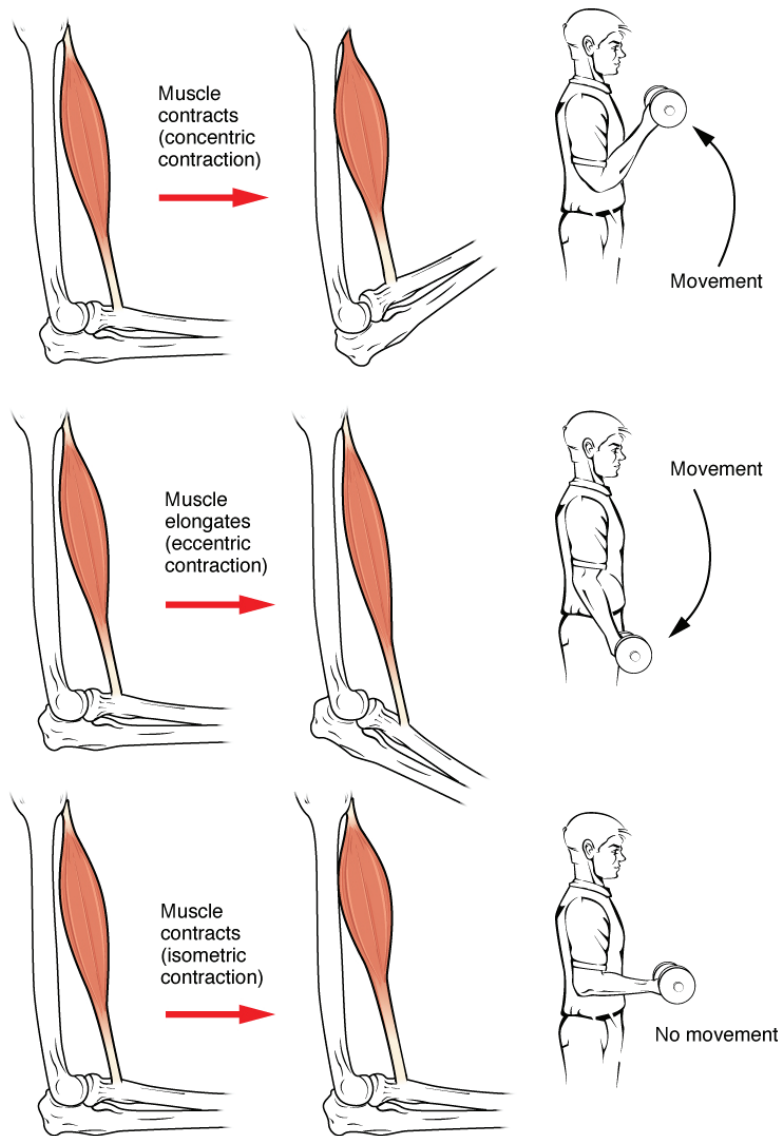 Muscle
contracts
(concentric
contraction)
Movement
Muscle
elongates
(eccentric
contraction)
Movement
Muscle
contracts
(isometric
contraction)
No movement